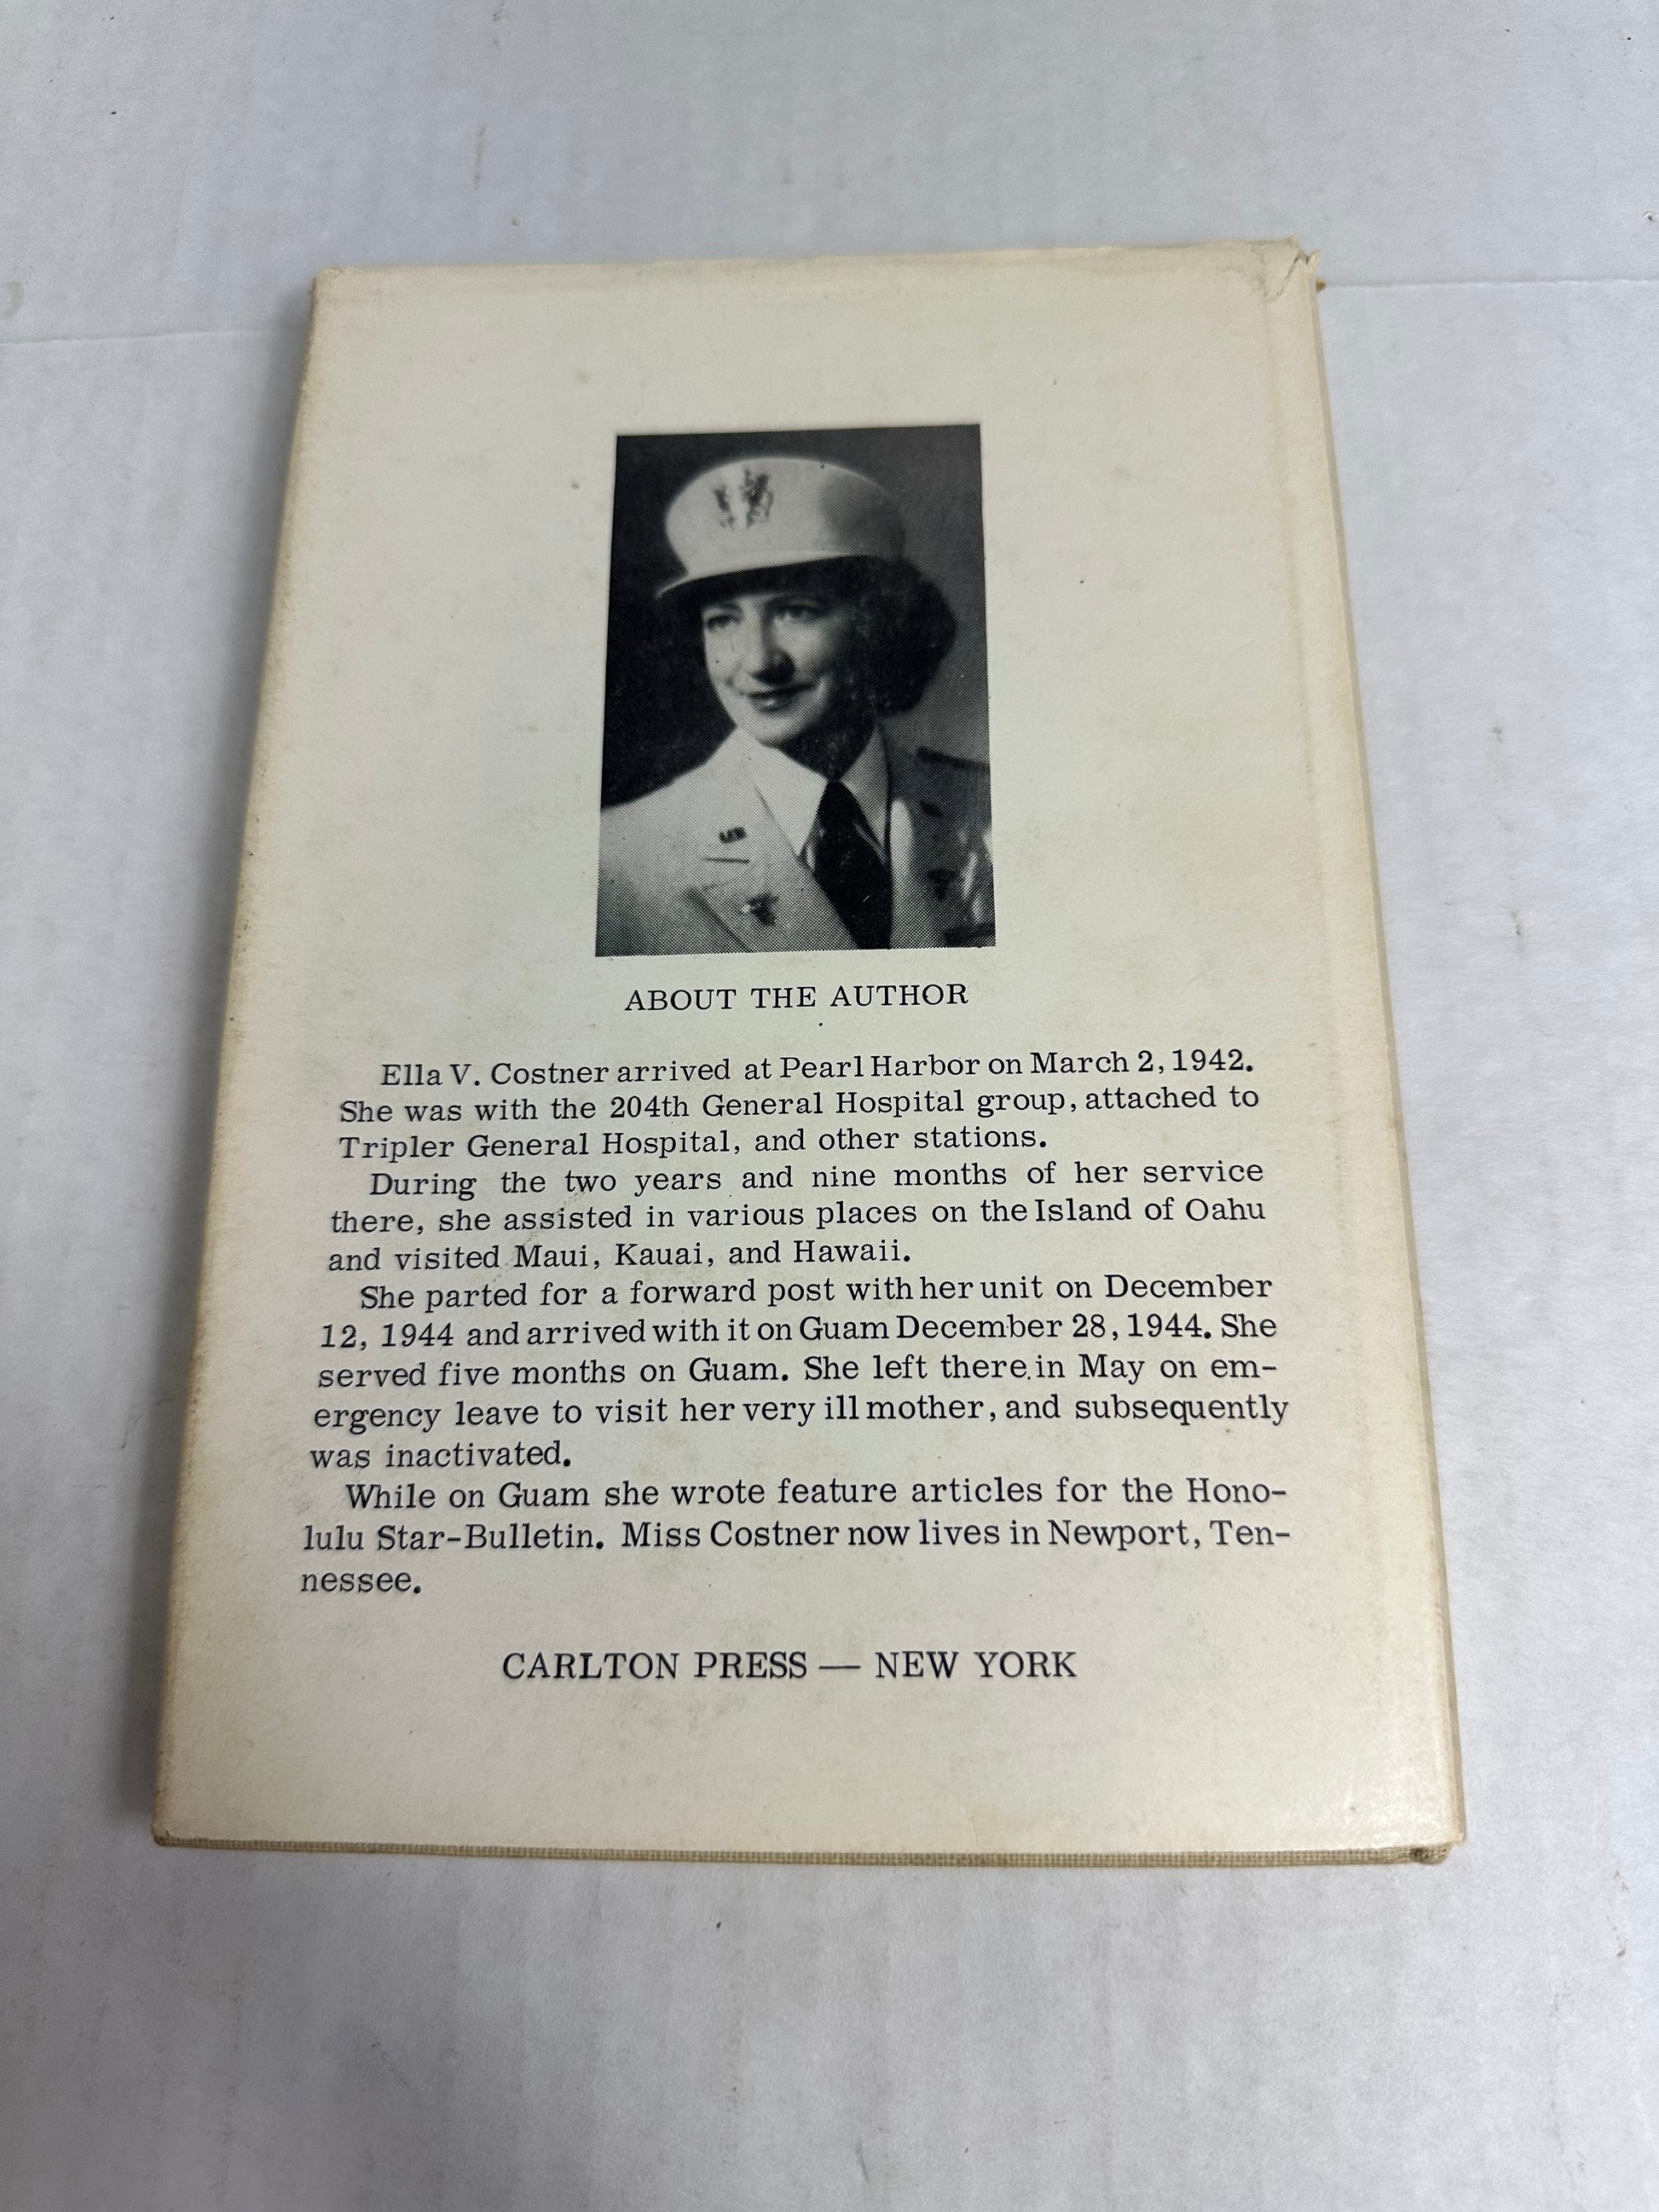 ABOUT THE AUTHOR
Ella V. Costner arrived at Pearl Harbor on March 2, 1942.
She was with the 204th General Hospital group, attached to
Tripler General Hospital, and other stations.
During the two years and nine months of her service
there, she assisted in various places on the Island of Oahu
and visited Maui, Kauai, and Hawaii.
She parted for a forward post with her unit on December
12, 1944 and arrived with it on Guam December 28, 1944. She
served five months on Guam. She left there in May on em-
ergency leave to visit her very ill mother, and subsequently
was inactivated.
While on Guam she wrote feature articles for the Hono-
lulu Star-Bulletin. Miss Costner now lives in Newport, Ten-
nessee.
CARLTON PRESS — NEW YORK